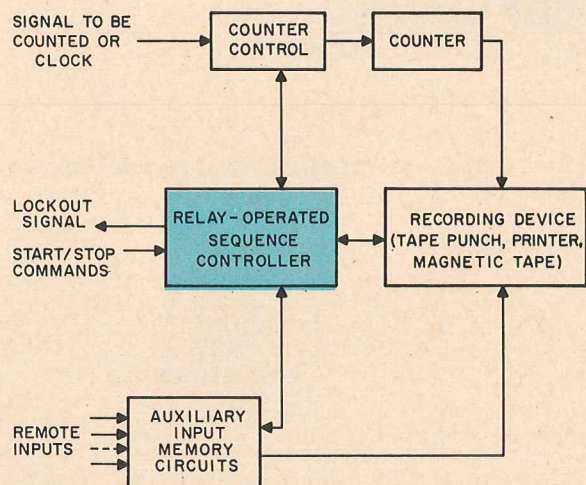 SIGNAL TO BE
COUNTED OR
CLOCK
COUNTER
CONTROL
COUNTER
LOCKOUT
SIGNAL
START/STOP
COMMANDS
RELAY-OPERATED
SEQUENCE
CONTROLLER
RECORDING DEVICE
(TAPE PUNCH, PRINTER,
MAGNETIC TAPE)
REMOTE
INPUTS
AUXILIARY
INPUT
MEMORY
CIRCUITS